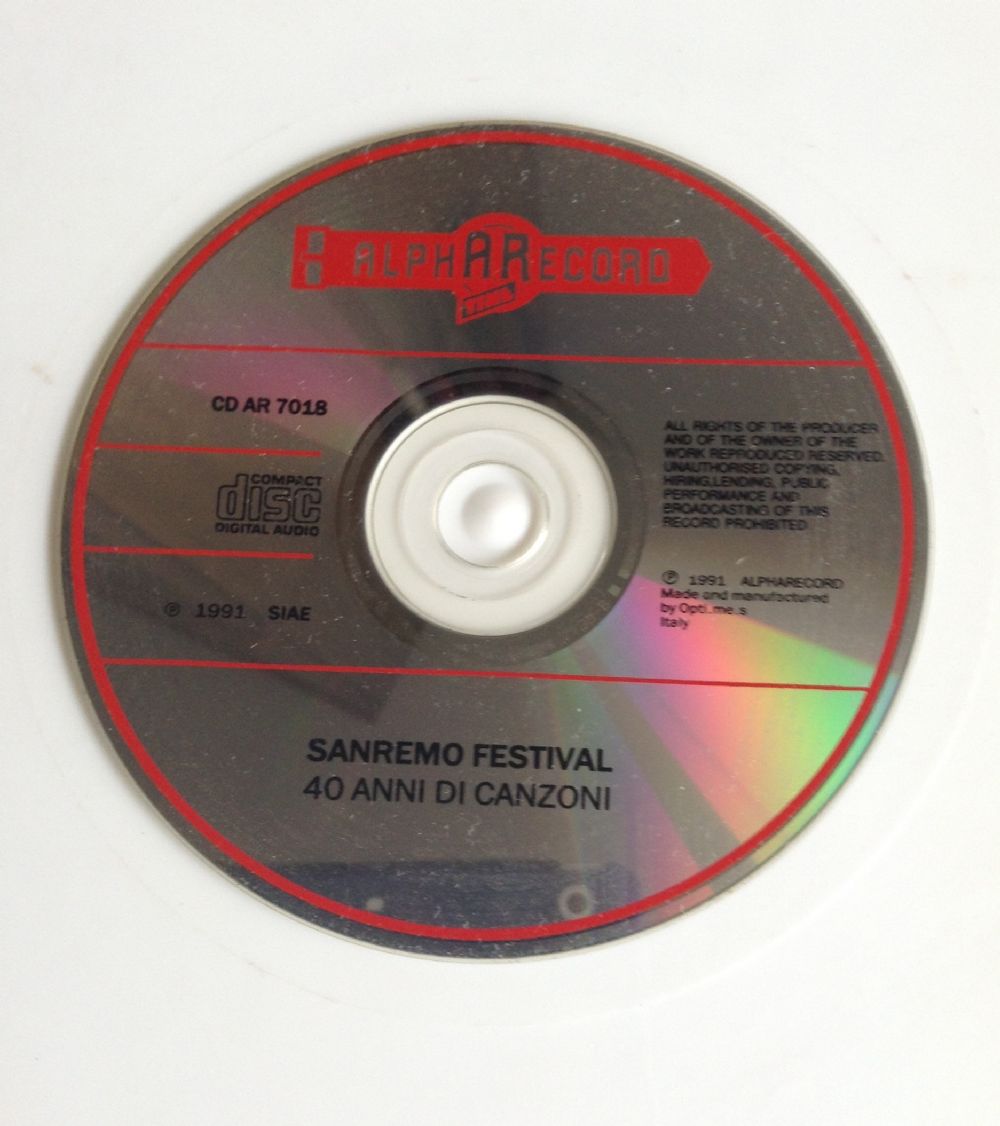 ALPHARECORD
CD AR 7018
COMPACT
disc
DIGITAL AUDIO
℗ 1991 SIAE
ALL RIGHTS OF THE PRODUCER
AND OF THE OWNER OF THE
WORK REPRODUCED RESERVED.
UNAUTHORISED COPYING,
HIRING,LENDING, PUBLIC
PERFORMANCE AND
BROADCASTING OF THIS
RECORD PROHIBITED
℗ 1991 ALPHARECORD
Made and manufactured
by Opti.me.s
Italy
SANREMO FESTIVAL
40 ANNI DI CANZONI